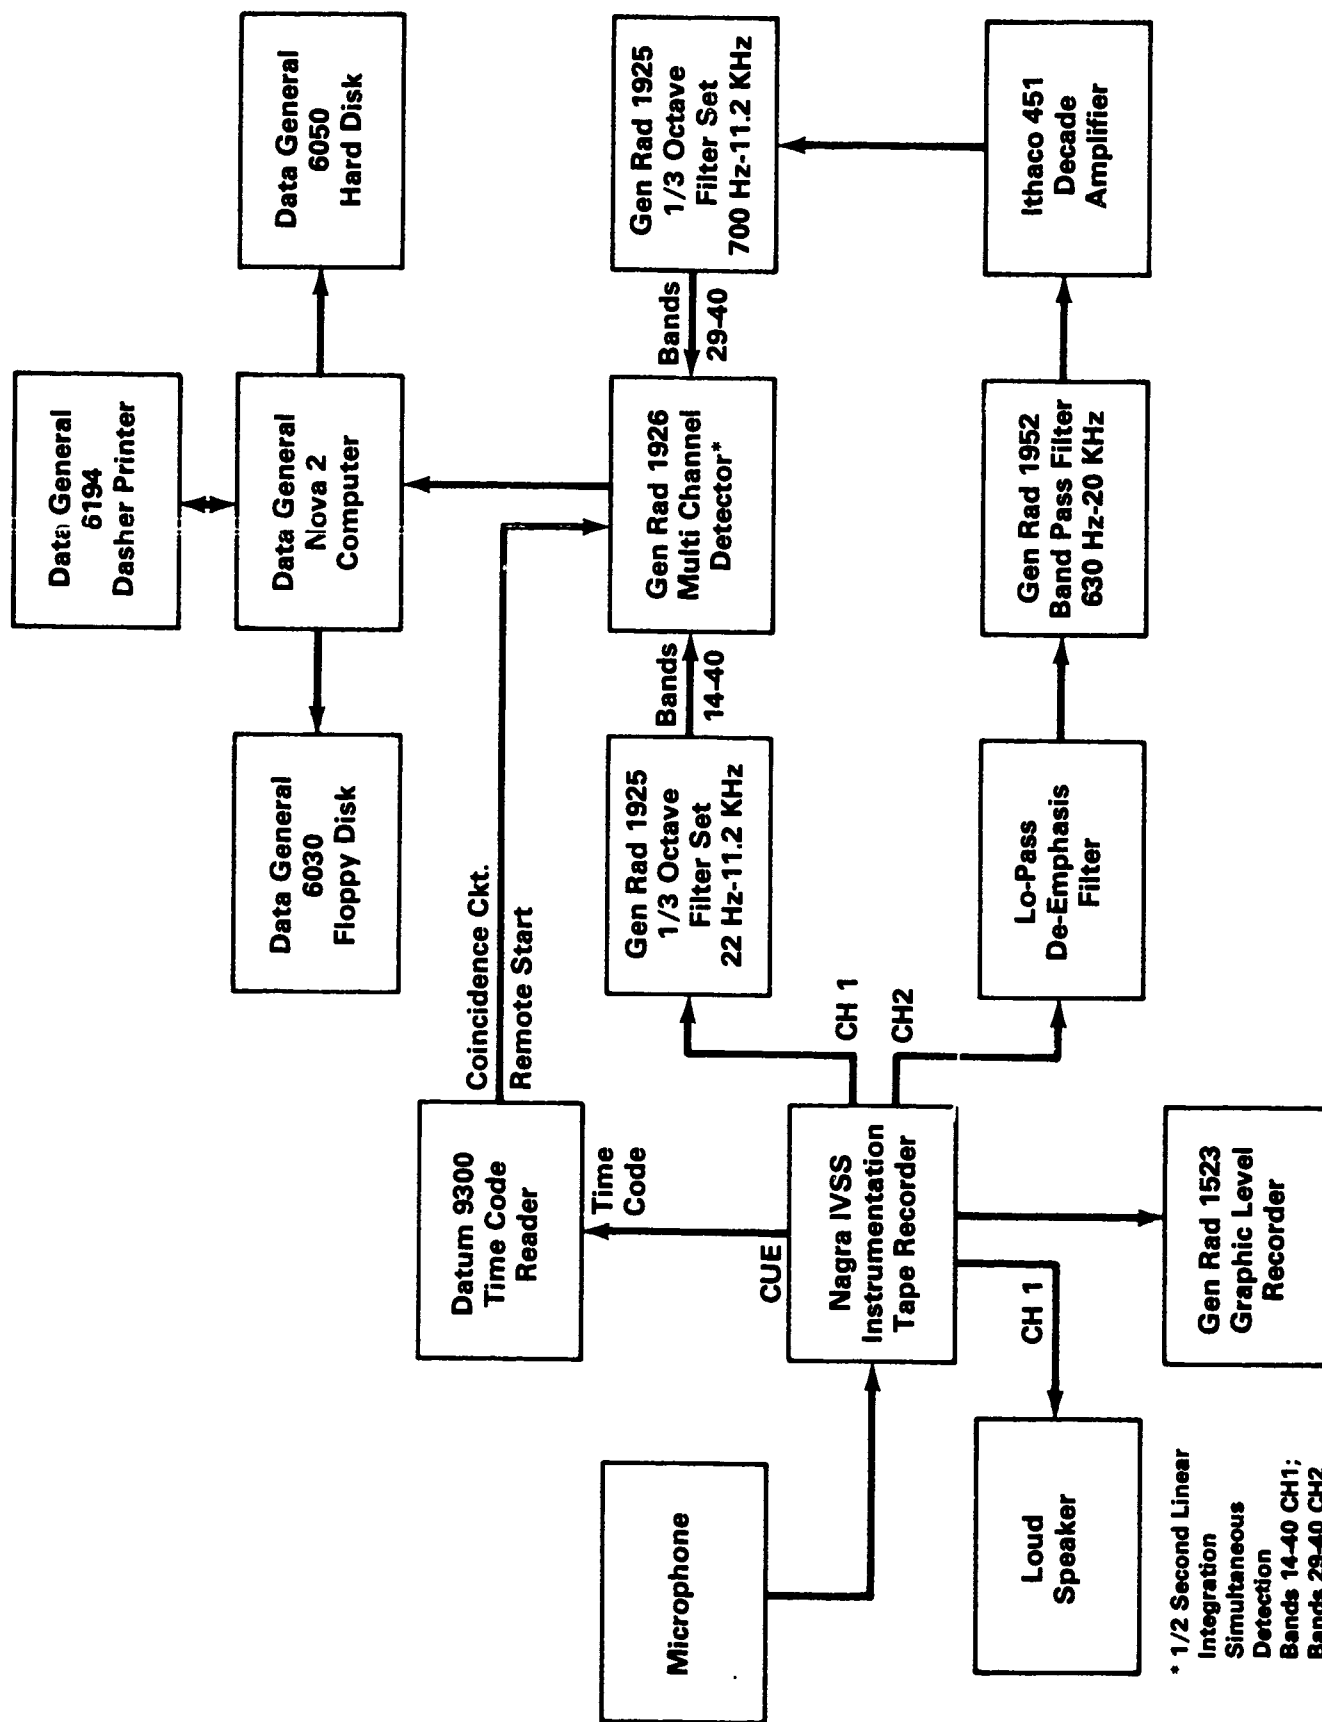 Data General
6194
Dasher Printer
Data General
6030
Floppy Disk
Data General
Nova 2
Computer
Data General
6050
Hard Disk
Datum 9300
Time Code
Reader
Coincidence Ckt.
Remote Start
Time
Code
CUE
Gen Rad 1925
1/3 Octave
Filter Set
22 Hz-11.2 KHz
Bands
14-40
Gen Rad 1926
Multi Channel
Detector*
Bands
29-40
Gen Rad 1925
1/3 Octave
Filter Set
700 Hz-11.2 KHz
Microphone
Nagra IVSS
Instrumentation
Tape Recorder
CH 1
CH2
Lo-Pass
De-Emphasis
Filter
Gen Rad 1952
Band Pass Filter
630 Hz-20 KHz
Ithaco 451
Decade
Amplifier
Loud
Speaker
CH 1
Gen Rad 1523
Graphic Level
Recorder
* 1/2 Second Linear
Integration
Simultaneous
Detection
Bands 14-40 CH1;
Bands 29-40 CH2